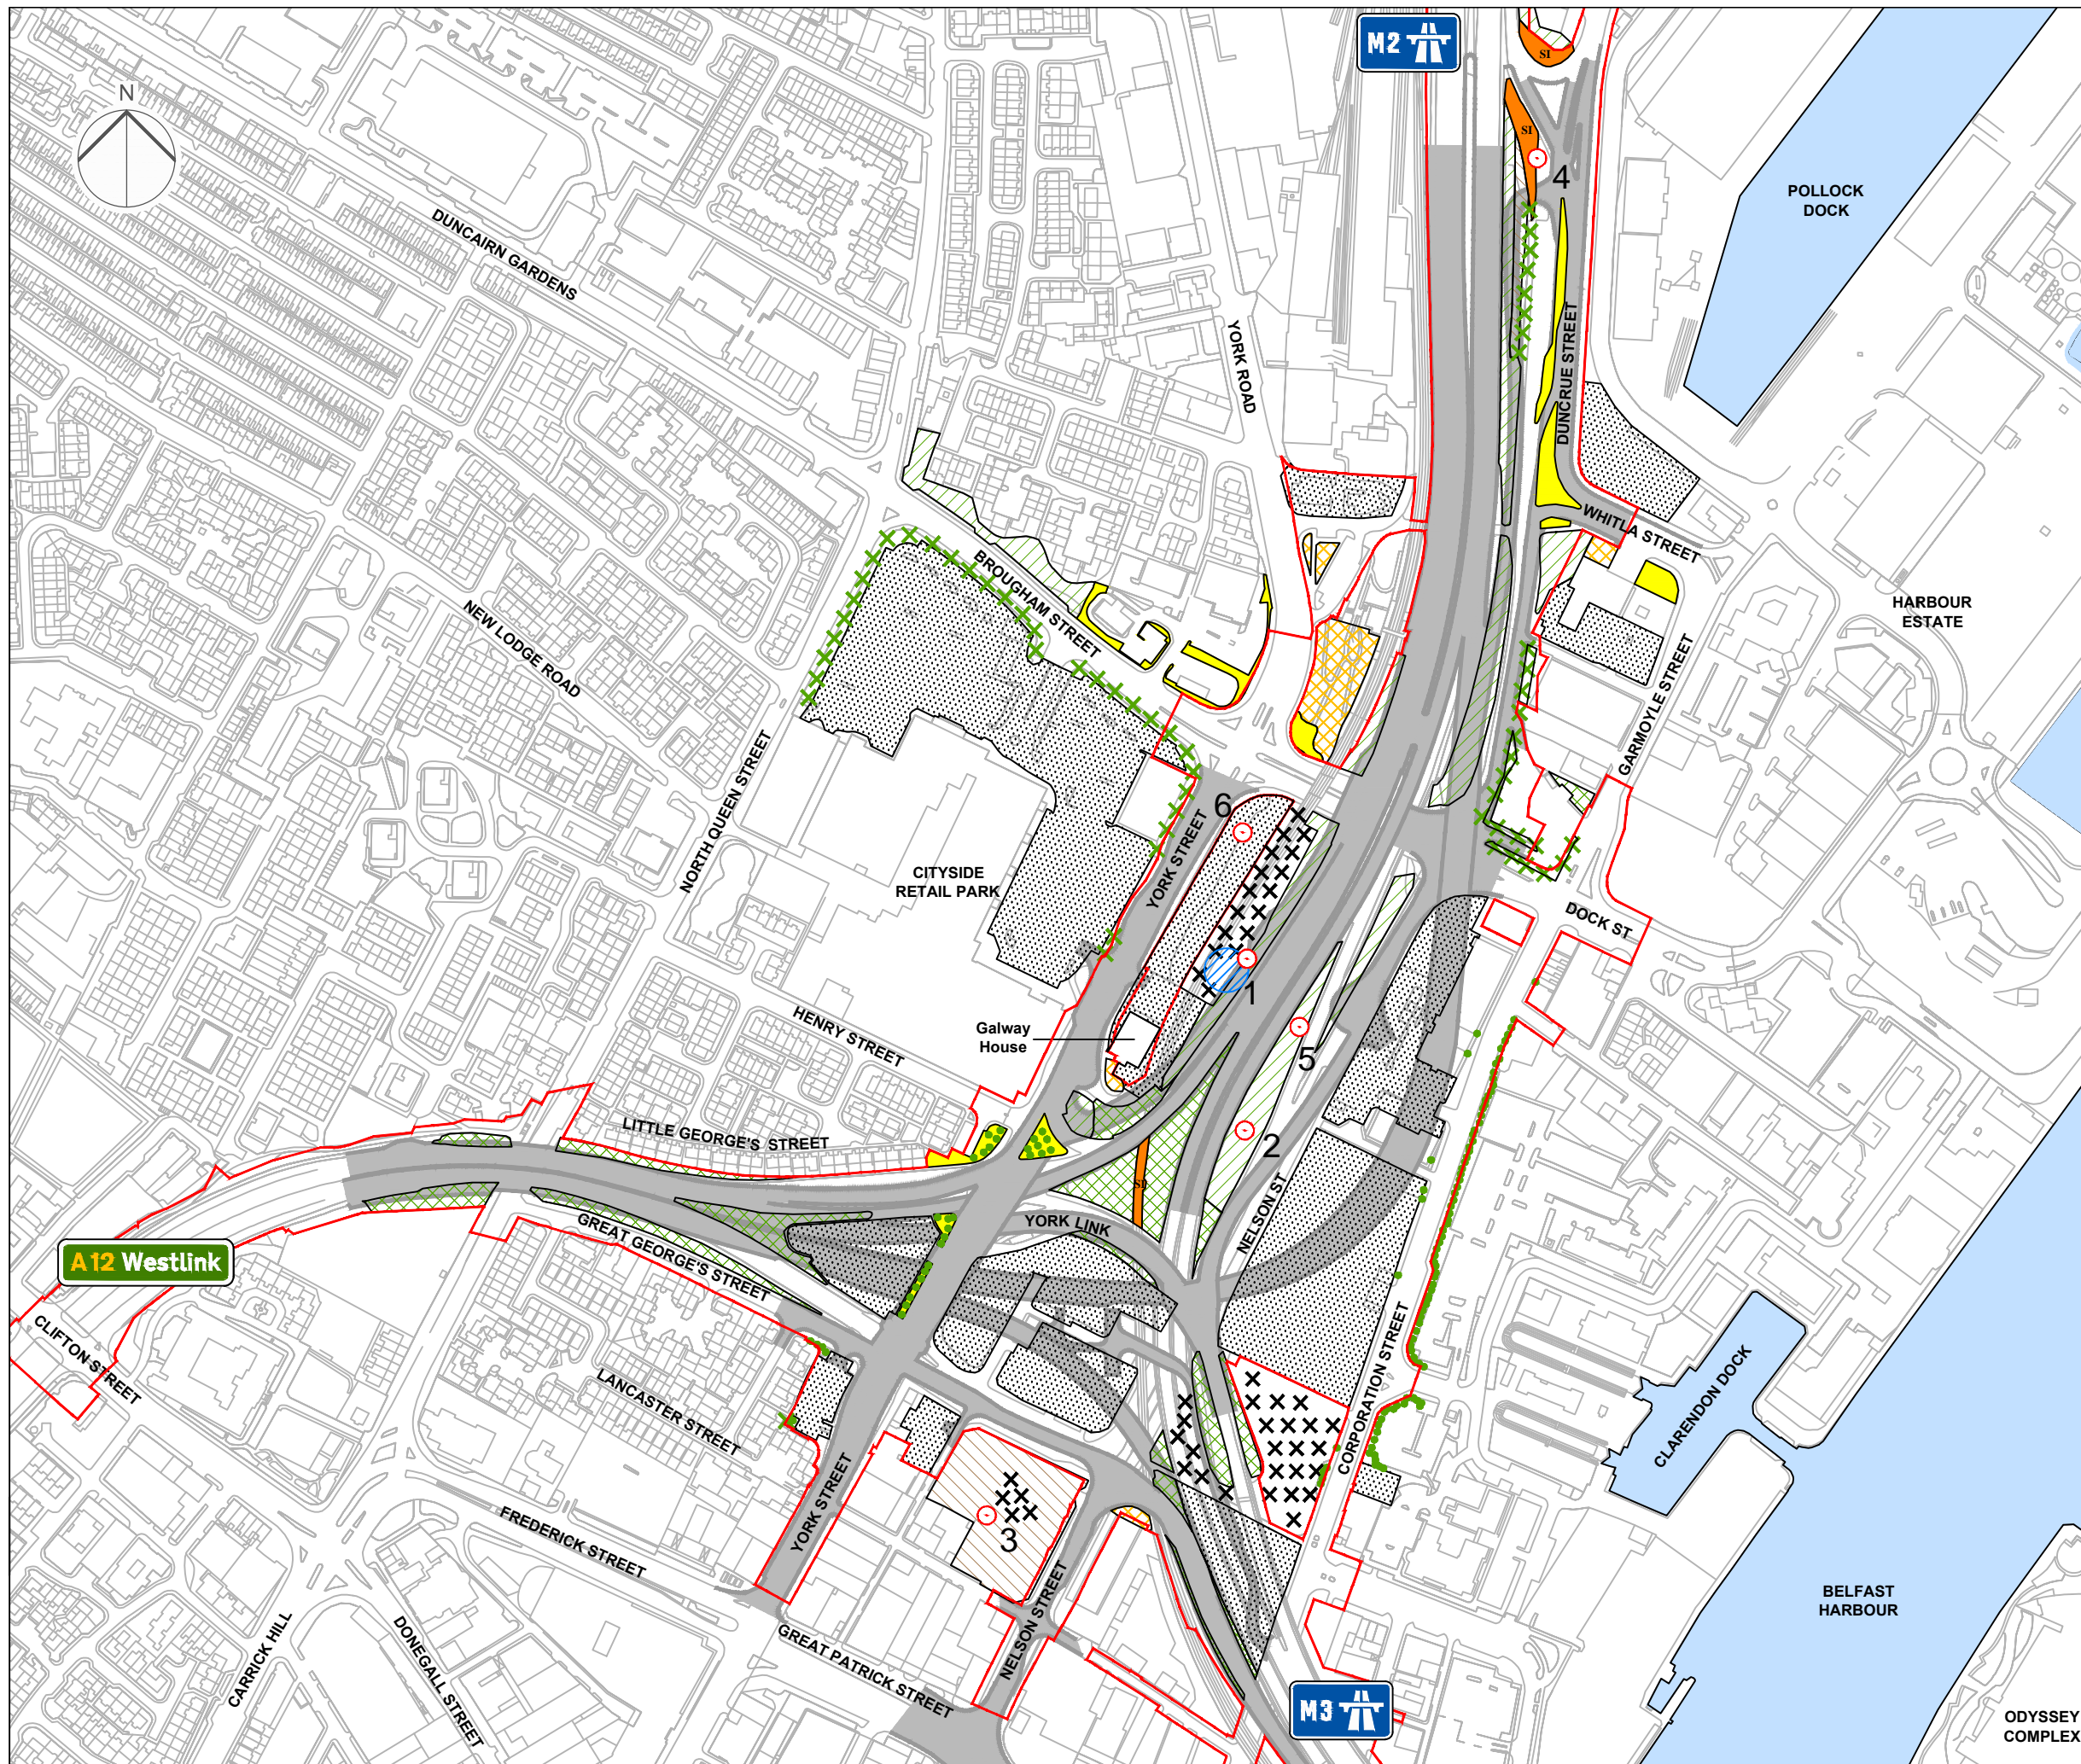 M2
SI
N
SI
4
POLLOCK
DOCK
DUNCAIRN GARDENS
YORK ROAD
DUNCRUE STREET
WHITLA STREET
BROUGHAM STREET
HARBOUR
ESTATE
NEW LODGE ROAD
GARMOYLE STREET
NORTH QUEEN STREET
6
YORK STREET
CITYSIDE
RETAIL PARK
DOCK ST
1
HENRY STREET
Galway
House
5
LITTLE GEORGE'S STREET
2
SI
YORK LINK
NELSON ST
GREAT GEORGE'S STREET
A12 Westlink
CLIFTON STREET
CORPORATION STREET
CLARENDON DOCK
LANCASTER STREET
YORK STREET
FREDERICK STREET
3
BELFAST
HARBOUR
NELSON STREET
CARRICK HILL
DONEGALL STREET
GREAT PATRICK STREET
M3
ODYSSEY
COMPLEX